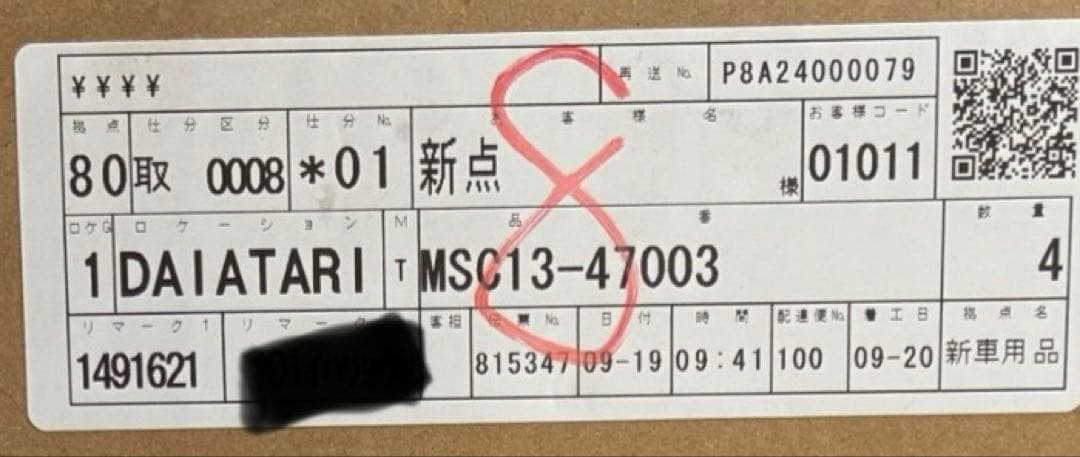 ¥¥¥¥ 再送No. P8A24000079
拠点 仕分区分 仕分No. お客様名 お客様コード
80 取 0008 *01 新点 様 01011
ロケG ロケーション M 品番 数量
1 DAIATARI T MSC13-47003 4
リマーク1 リマーク 客担 伝票No. 日付 時間 配達便No. 着工日 拠点名
1491621 815347 09-19 09:41 100 09-20 新車用品
8